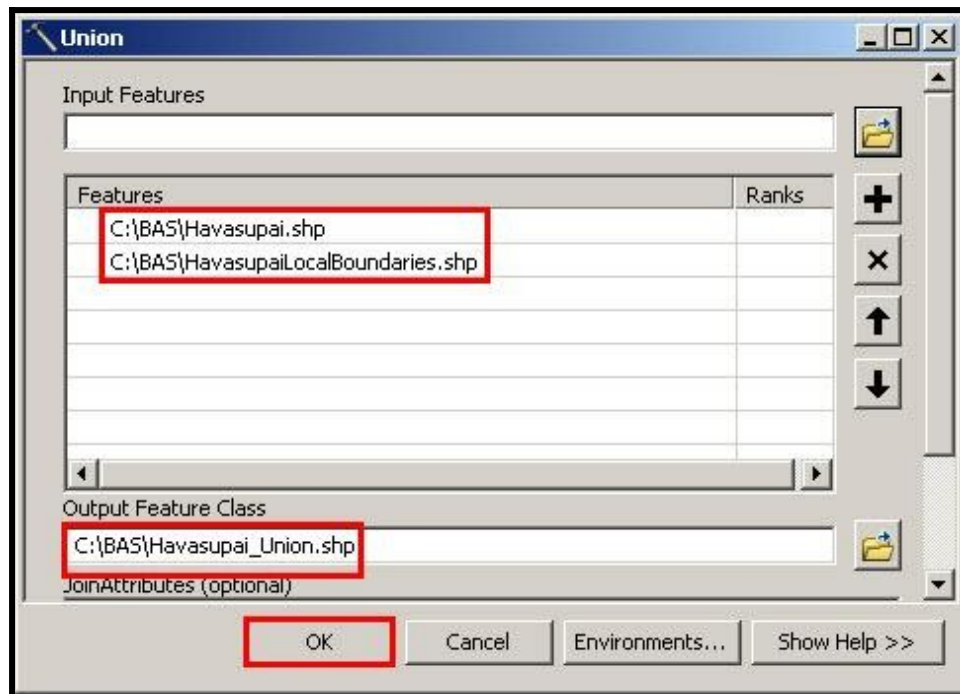 Union
Input Features
Features Ranks
C:\BAS\Havasupai.shp
C:\BAS\HavasupaiLocalBoundaries.shp
Output Feature Class
C:\BAS\Havasupai_Union.shp
JoinAttributes (optional)
OK Cancel Environments... Show Help >>